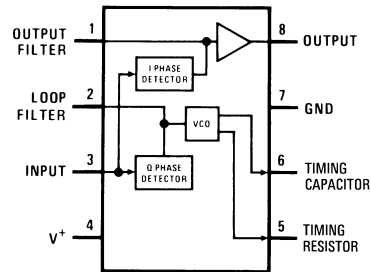 1
OUTPUT
FILTER
8
OUTPUT
I PHASE
DETECTOR
2
LOOP
FILTER
7
GND
VCO
3
INPUT
Q PHASE
DETECTOR
6
TIMING
CAPACITOR
4
V+
5
TIMING
RESISTOR